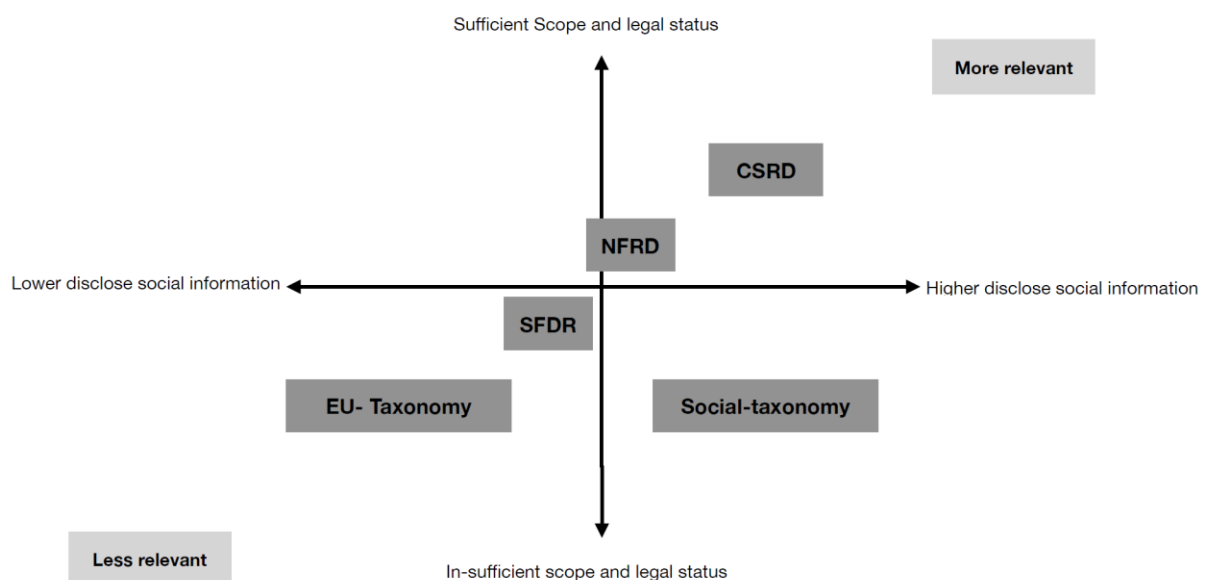 Sufficient Scope and legal status
More relevant
CSRD
NFRD
Lower disclose social information
Higher disclose social information
SFDR
EU- Taxonomy
Social-taxonomy
Less relevant
In-sufficient scope and legal status